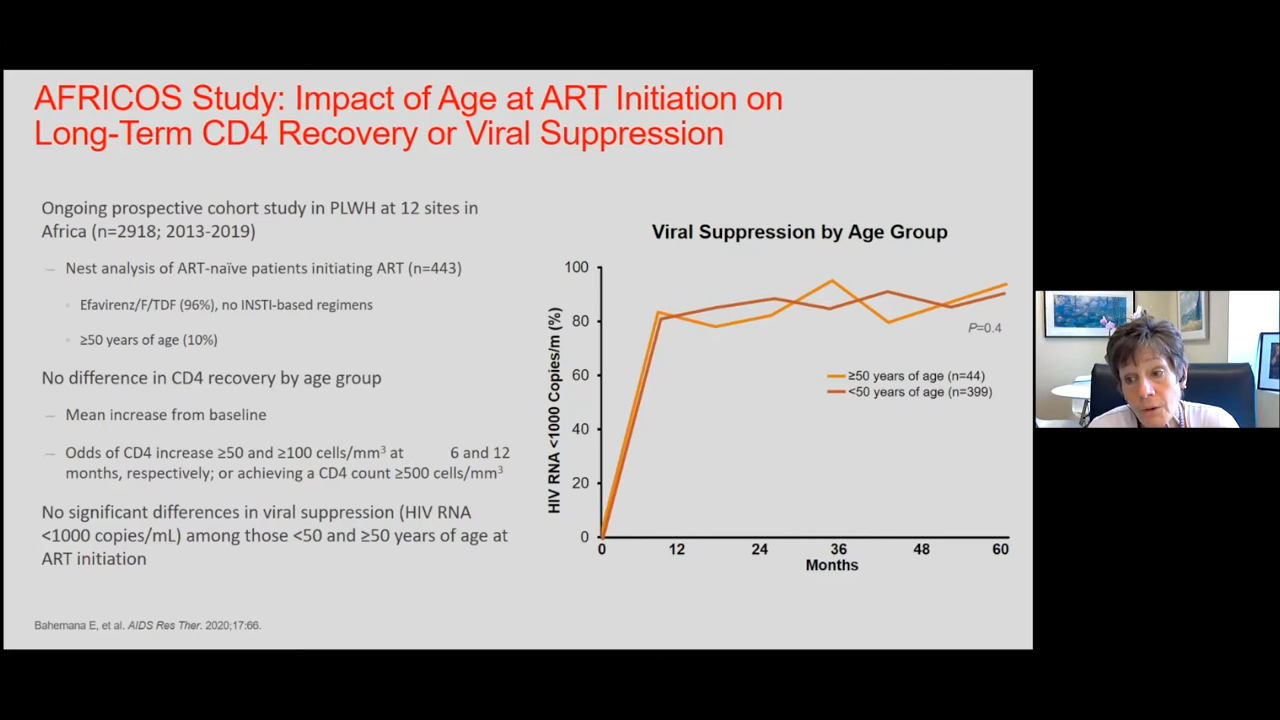 AFRICOS Study: Impact of Age at ART Initiation on
Long-Term CD4 Recovery or Viral Suppression
Ongoing prospective cohort study in PLWH at 12 sites in
Africa (n=2918; 2013-2019)
– Nest analysis of ART-naïve patients initiating ART (n=443)
• Efavirenz/F/TDF (96%), no INSTI-based regimens
• ≥50 years of age (10%)
No difference in CD4 recovery by age group
– Mean increase from baseline
– Odds of CD4 increase ≥50 and ≥100 cells/mm³ at 6 and 12
months, respectively; or achieving a CD4 count ≥500 cells/mm³
No significant differences in viral suppression (HIV RNA
<1000 copies/mL) among those <50 and ≥50 years of age at
ART initiation
Bahemana E, et al. AIDS Res Ther. 2020;17:66.
Viral Suppression by Age Group
HIV RNA <1000 Copies/m (%)
100
80
60
40
20
0
P=0.4
≥50 years of age (n=44)
<50 years of age (n=399)
0 12 24 36 48 60
Months